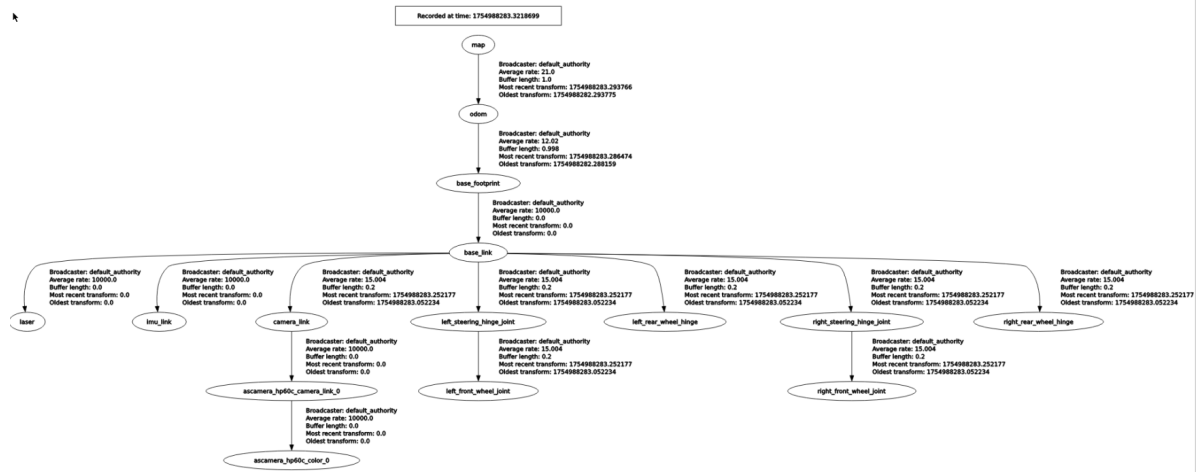 Recorded at time: 1754988283.3218699
map
Broadcaster: default_authority
Average rate: 21.0
Buffer length: 1.0
Most recent transform: 1754988283.293766
Oldest transform: 1754988282.293775
odom
Broadcaster: default_authority
Average rate: 12.02
Buffer length: 0.998
Most recent transform: 1754988283.286474
Oldest transform: 1754988282.288159
base_footprint
Broadcaster: default_authority
Average rate: 10000.0
Buffer length: 0.0
Most recent transform: 0.0
Oldest transform: 0.0
base_link
Broadcaster: default_authority
Average rate: 10000.0
Buffer length: 0.0
Most recent transform: 0.0
Oldest transform: 0.0
laser
Broadcaster: default_authority
Average rate: 10000.0
Buffer length: 0.0
Most recent transform: 0.0
Oldest transform: 0.0
imu_link
Broadcaster: default_authority
Average rate: 15.004
Buffer length: 0.2
Most recent transform: 1754988283.252177
Oldest transform: 1754988283.052234
camera_link
Broadcaster: default_authority
Average rate: 15.004
Buffer length: 0.2
Most recent transform: 1754988283.252177
Oldest transform: 1754988283.052234
left_steering_hinge_joint
Broadcaster: default_authority
Average rate: 15.004
Buffer length: 0.2
Most recent transform: 1754988283.252177
Oldest transform: 1754988283.052234
left_rear_wheel_hinge
Broadcaster: default_authority
Average rate: 15.004
Buffer length: 0.2
Most recent transform: 1754988283.252177
Oldest transform: 1754988283.052234
right_steering_hinge_joint
Broadcaster: default_authority
Average rate: 15.004
Buffer length: 0.2
Most recent transform: 1754988283.252177
Oldest transform: 1754988283.052234
right_rear_wheel_hinge
Broadcaster: default_authority
Average rate: 10000.0
Buffer length: 0.0
Most recent transform: 0.0
Oldest transform: 0.0
ascamera_hp60c_camera_link_0
Broadcaster: default_authority
Average rate: 15.004
Buffer length: 0.2
Most recent transform: 1754988283.252177
Oldest transform: 1754988283.052234
left_front_wheel_joint
Broadcaster: default_authority
Average rate: 15.004
Buffer length: 0.2
Most recent transform: 1754988283.252177
Oldest transform: 1754988283.052234
right_front_wheel_joint
Broadcaster: default_authority
Average rate: 10000.0
Buffer length: 0.0
Most recent transform: 0.0
Oldest transform: 0.0
ascamera_hp60c_color_0